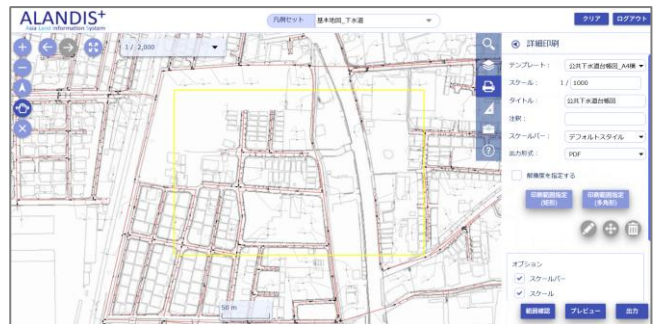 ALANDIS+
Asia Land Information System
凡例セット
基本地図_下水道
クリア
ログアウト
1 / 2,000
詳細印刷
テンプレート：
公共下水道台帳図_A4横
スケール：
1 / 1000
タイトル：
公共下水道台帳図
注釈：
スケールバー：
デフォルトスタイル
出力形式：
PDF
解像度を指定する
印刷範囲指定
(矩形)
印刷範囲指定
(多角形)
オプション
スケールバー
スケール
範囲確認
プレビュー
出力
50 m